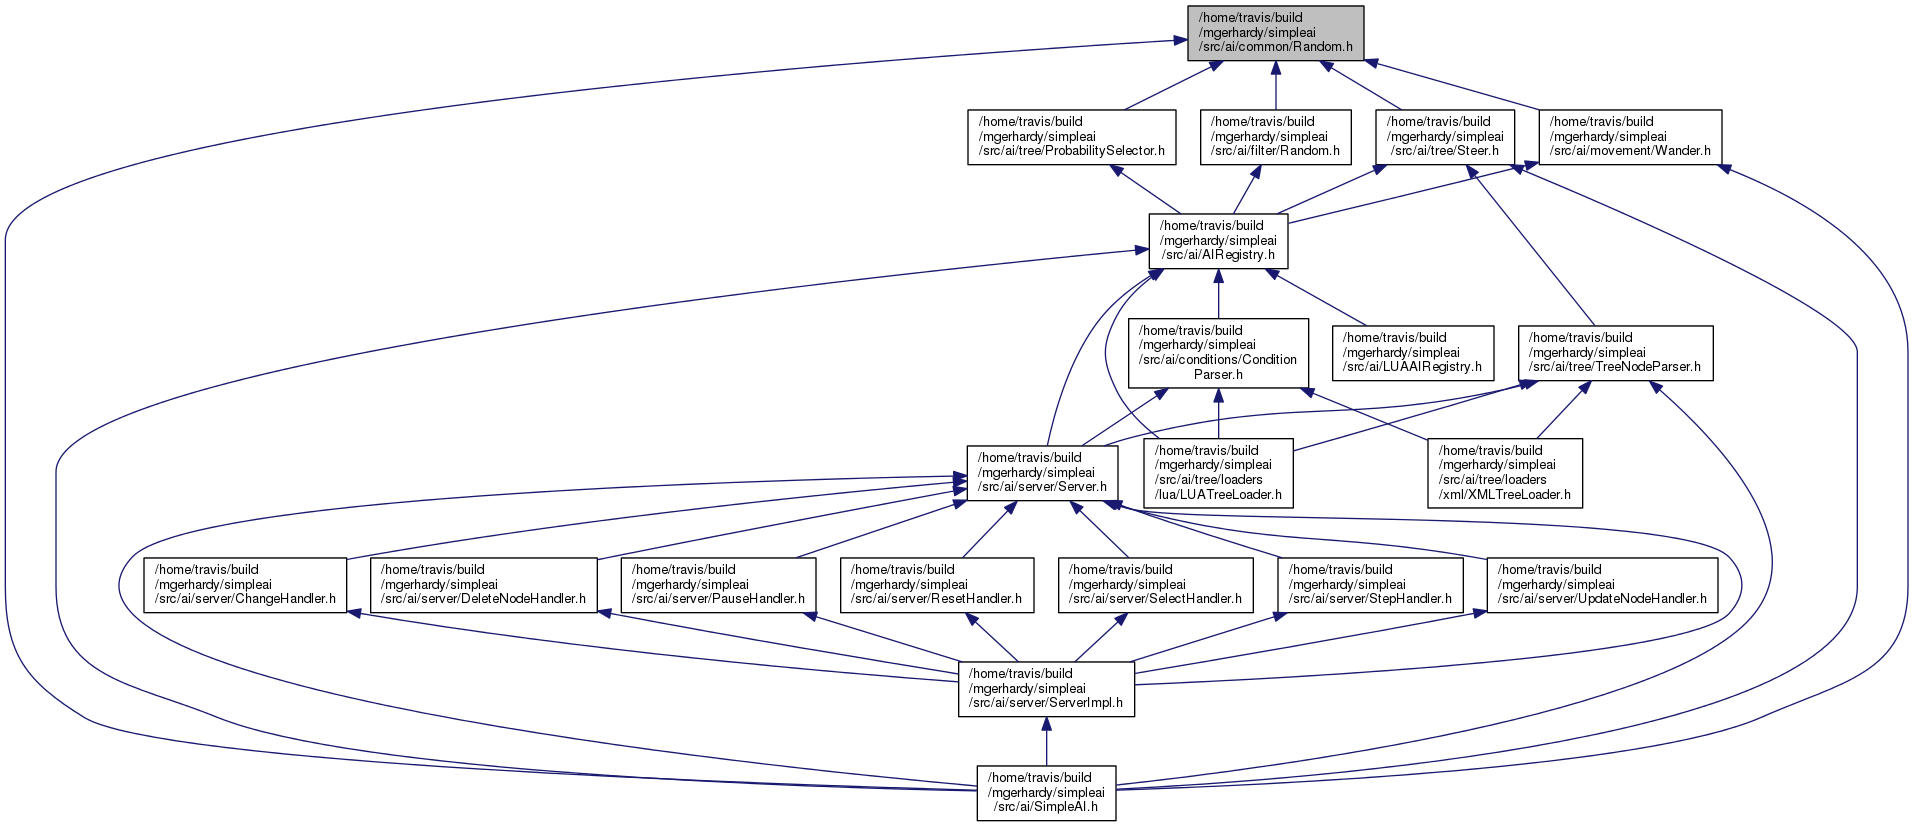 /home/travis/build
/mgerhardy/simpleai
/src/ai/common/Random.h
/home/travis/build
/mgerhardy/simpleai
/src/ai/tree/ProbabilitySelector.h
/home/travis/build
/mgerhardy/simpleai
/src/ai/filter/Random.h
/home/travis/build
/mgerhardy/simpleai
/src/ai/tree/Steer.h
/home/travis/build
/mgerhardy/simpleai
/src/ai/movement/Wander.h
/home/travis/build
/mgerhardy/simpleai
/src/ai/AIRegistry.h
/home/travis/build
/mgerhardy/simpleai
/src/ai/conditions/Condition
Parser.h
/home/travis/build
/mgerhardy/simpleai
/src/ai/LUAAIRegistry.h
/home/travis/build
/mgerhardy/simpleai
/src/ai/tree/TreeNodeParser.h
/home/travis/build
/mgerhardy/simpleai
/src/ai/server/Server.h
/home/travis/build
/mgerhardy/simpleai
/src/ai/tree/loaders
/lua/LUATreeLoader.h
/home/travis/build
/mgerhardy/simpleai
/src/ai/tree/loaders
/xml/XMLTreeLoader.h
/home/travis/build
/mgerhardy/simpleai
/src/ai/server/ChangeHandler.h
/home/travis/build
/mgerhardy/simpleai
/src/ai/server/DeleteNodeHandler.h
/home/travis/build
/mgerhardy/simpleai
/src/ai/server/PauseHandler.h
/home/travis/build
/mgerhardy/simpleai
/src/ai/server/ResetHandler.h
/home/travis/build
/mgerhardy/simpleai
/src/ai/server/SelectHandler.h
/home/travis/build
/mgerhardy/simpleai
/src/ai/server/StepHandler.h
/home/travis/build
/mgerhardy/simpleai
/src/ai/server/UpdateNodeHandler.h
/home/travis/build
/mgerhardy/simpleai
/src/ai/server/ServerImpl.h
/home/travis/build
/mgerhardy/simpleai
/src/ai/SimpleAI.h